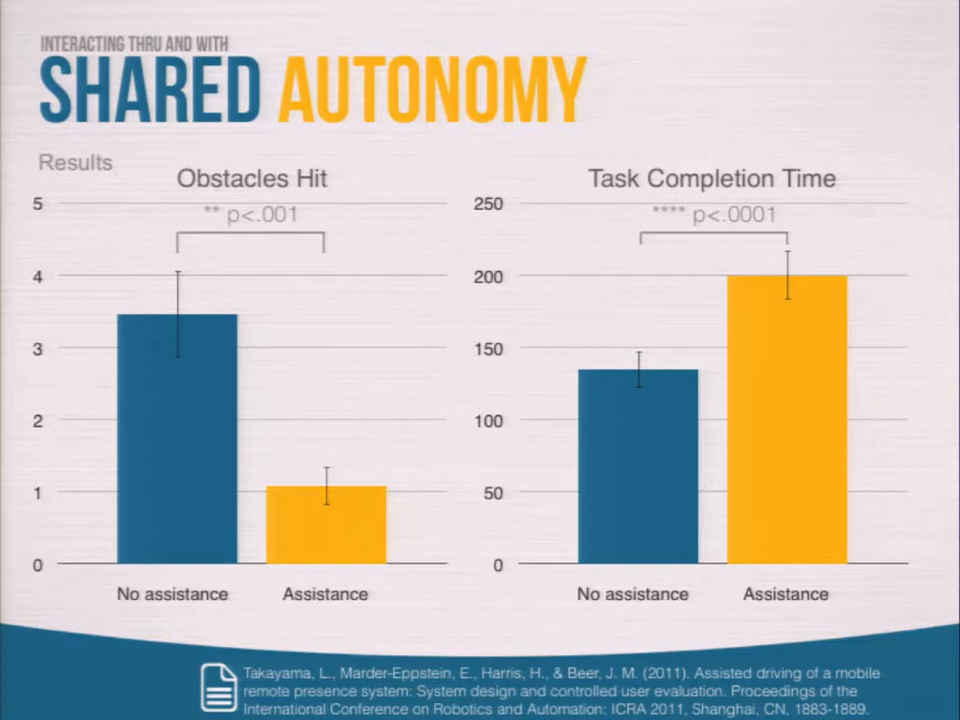 INTERACTING THRU AND WITH
SHARED AUTONOMY
Results
Obstacles Hit
** p<.001
5
4
3
2
1
0
No assistance Assistance
Task Completion Time
**** p<.0001
250
200
150
100
50
0
No assistance Assistance
Takayama, L., Marder-Eppstein, E., Harris, H., & Beer, J. M. (2011). Assisted driving of a mobile
remote presence system: System design and controlled user evaluation. Proceedings of the
International Conference on Robotics and Automation: ICRA 2011, Shanghai, CN, 1883-1889.